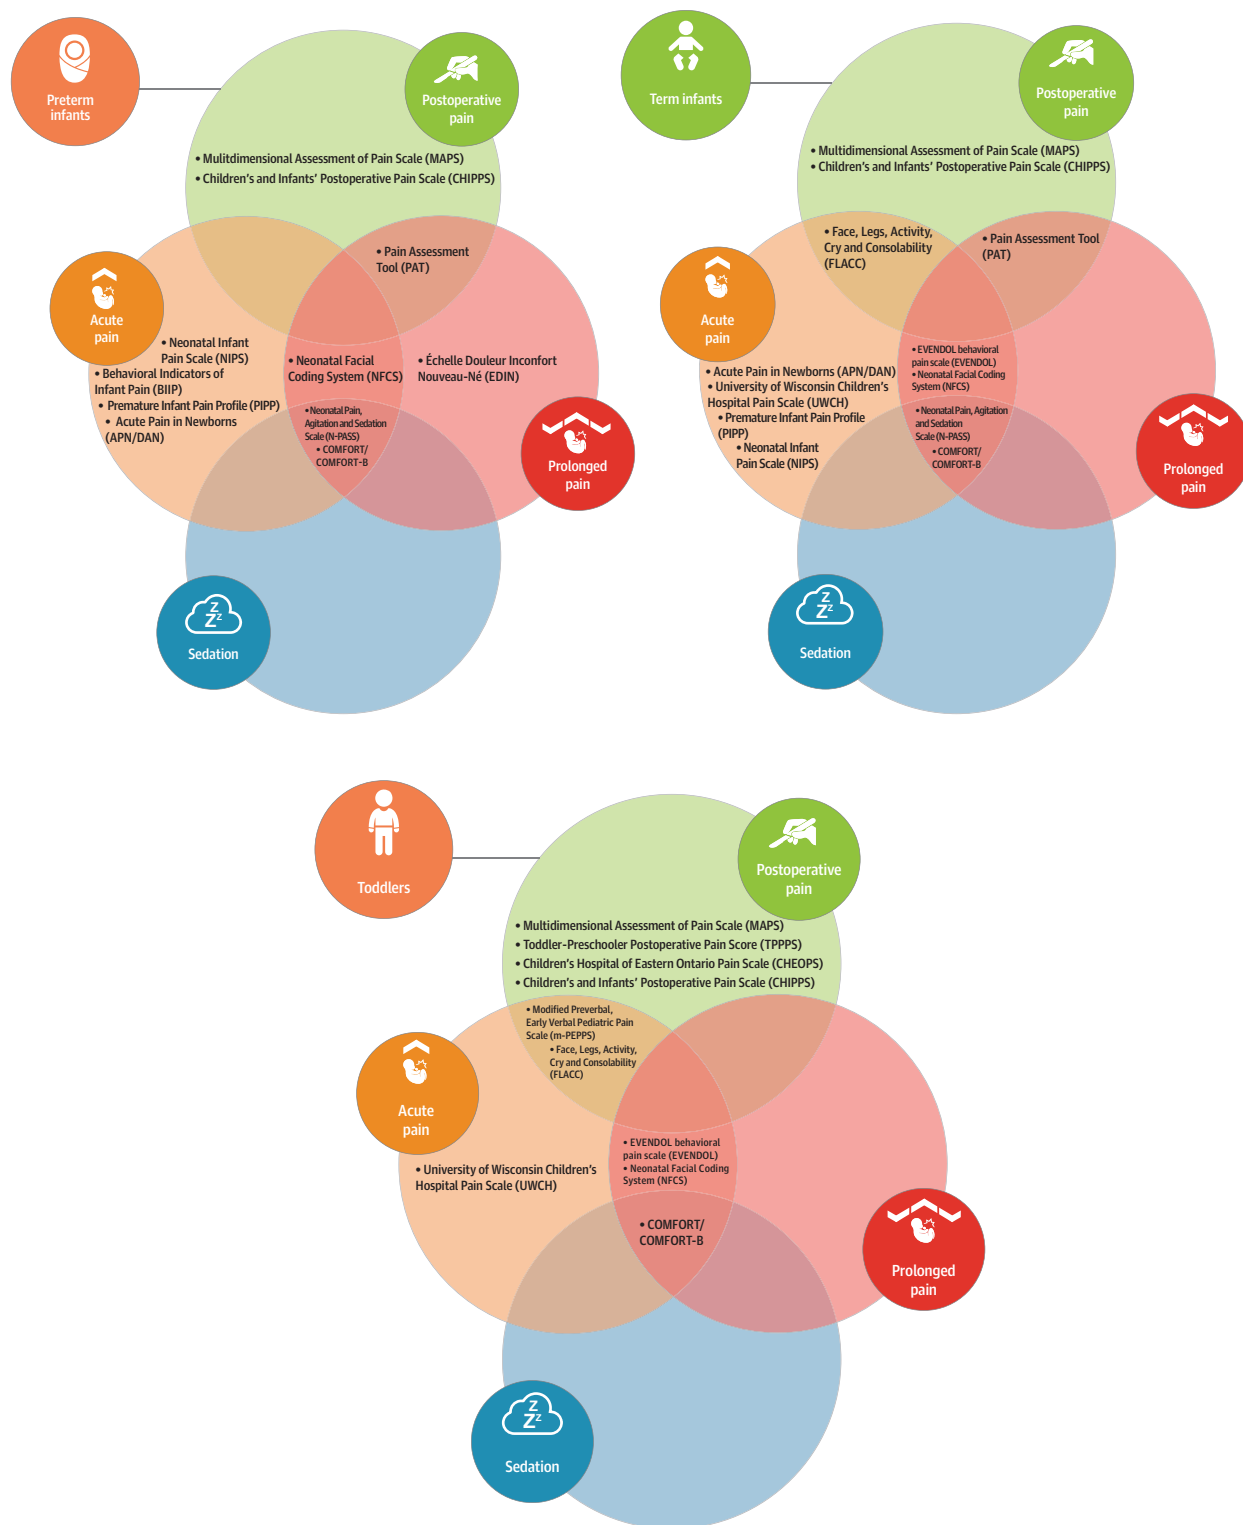 Preterm
infants
Postoperative
pain
• Mulitdimensional Assessment of Pain Scale (MAPS)
• Children's and Infants' Postoperative Pain Scale (CHIPPS)
• Pain Assessment
Tool (PAT)
Acute
pain
• Neonatal Infant
Pain Scale (NIPS)
• Behavioral Indicators of
Infant Pain (BIIP)
• Premature Infant Pain Profile (PIPP)
• Acute Pain in Newborns
(APN/DAN)
• Neonatal Facial
Coding System (NFCS)
• Échelle Douleur Inconfort
Nouveau-Né (EDIN)
• Neonatal Pain,
Agitation and Sedation
Scale (N-PASS)
• COMFORT/
COMFORT-B
Prolonged
pain
Z
Zz
Sedation
Term infants
Postoperative
pain
• Multidimensional Assessment of Pain Scale (MAPS)
• Children's and Infants' Postoperative Pain Scale (CHIPPS)
• Face, Legs, Activity,
Cry and Consolability
(FLACC)
• Pain Assessment Tool
(PAT)
Acute
pain
• Acute Pain in Newborns (APN/DAN)
• University of Wisconsin Children's
Hospital Pain Scale (UWCH)
• Premature Infant Pain Profile
(PIPP)
• Neonatal Infant
Pain Scale (NIPS)
• EVENDOL behavioral
pain scale (EVENDOL)
• Neonatal Facial Coding
System (NFCS)
• Neonatal Pain, Agitation
and Sedation
Scale (N-PASS)
• COMFORT/
COMFORT-B
Prolonged
pain
Z
Zz
Sedation
Toddlers
Postoperative
pain
• Multidimensional Assessment of Pain Scale (MAPS)
• Toddler-Preschooler Postoperative Pain Score (TPPPS)
• Children's Hospital of Eastern Ontario Pain Scale (CHEOPS)
• Children's and Infants' Postoperative Pain Scale (CHIPPS)
• Modified Preverbal,
Early Verbal Pediatric Pain
Scale (m-PEPPS)
• Face, Legs, Activity,
Cry and Consolability
(FLACC)
Acute
pain
• University of Wisconsin Children's
Hospital Pain Scale (UWCH)
• EVENDOL behavioral
pain scale (EVENDOL)
• Neonatal Facial Coding
System (NFCS)
• COMFORT/
COMFORT-B
Prolonged
pain
Z
Zz
Sedation